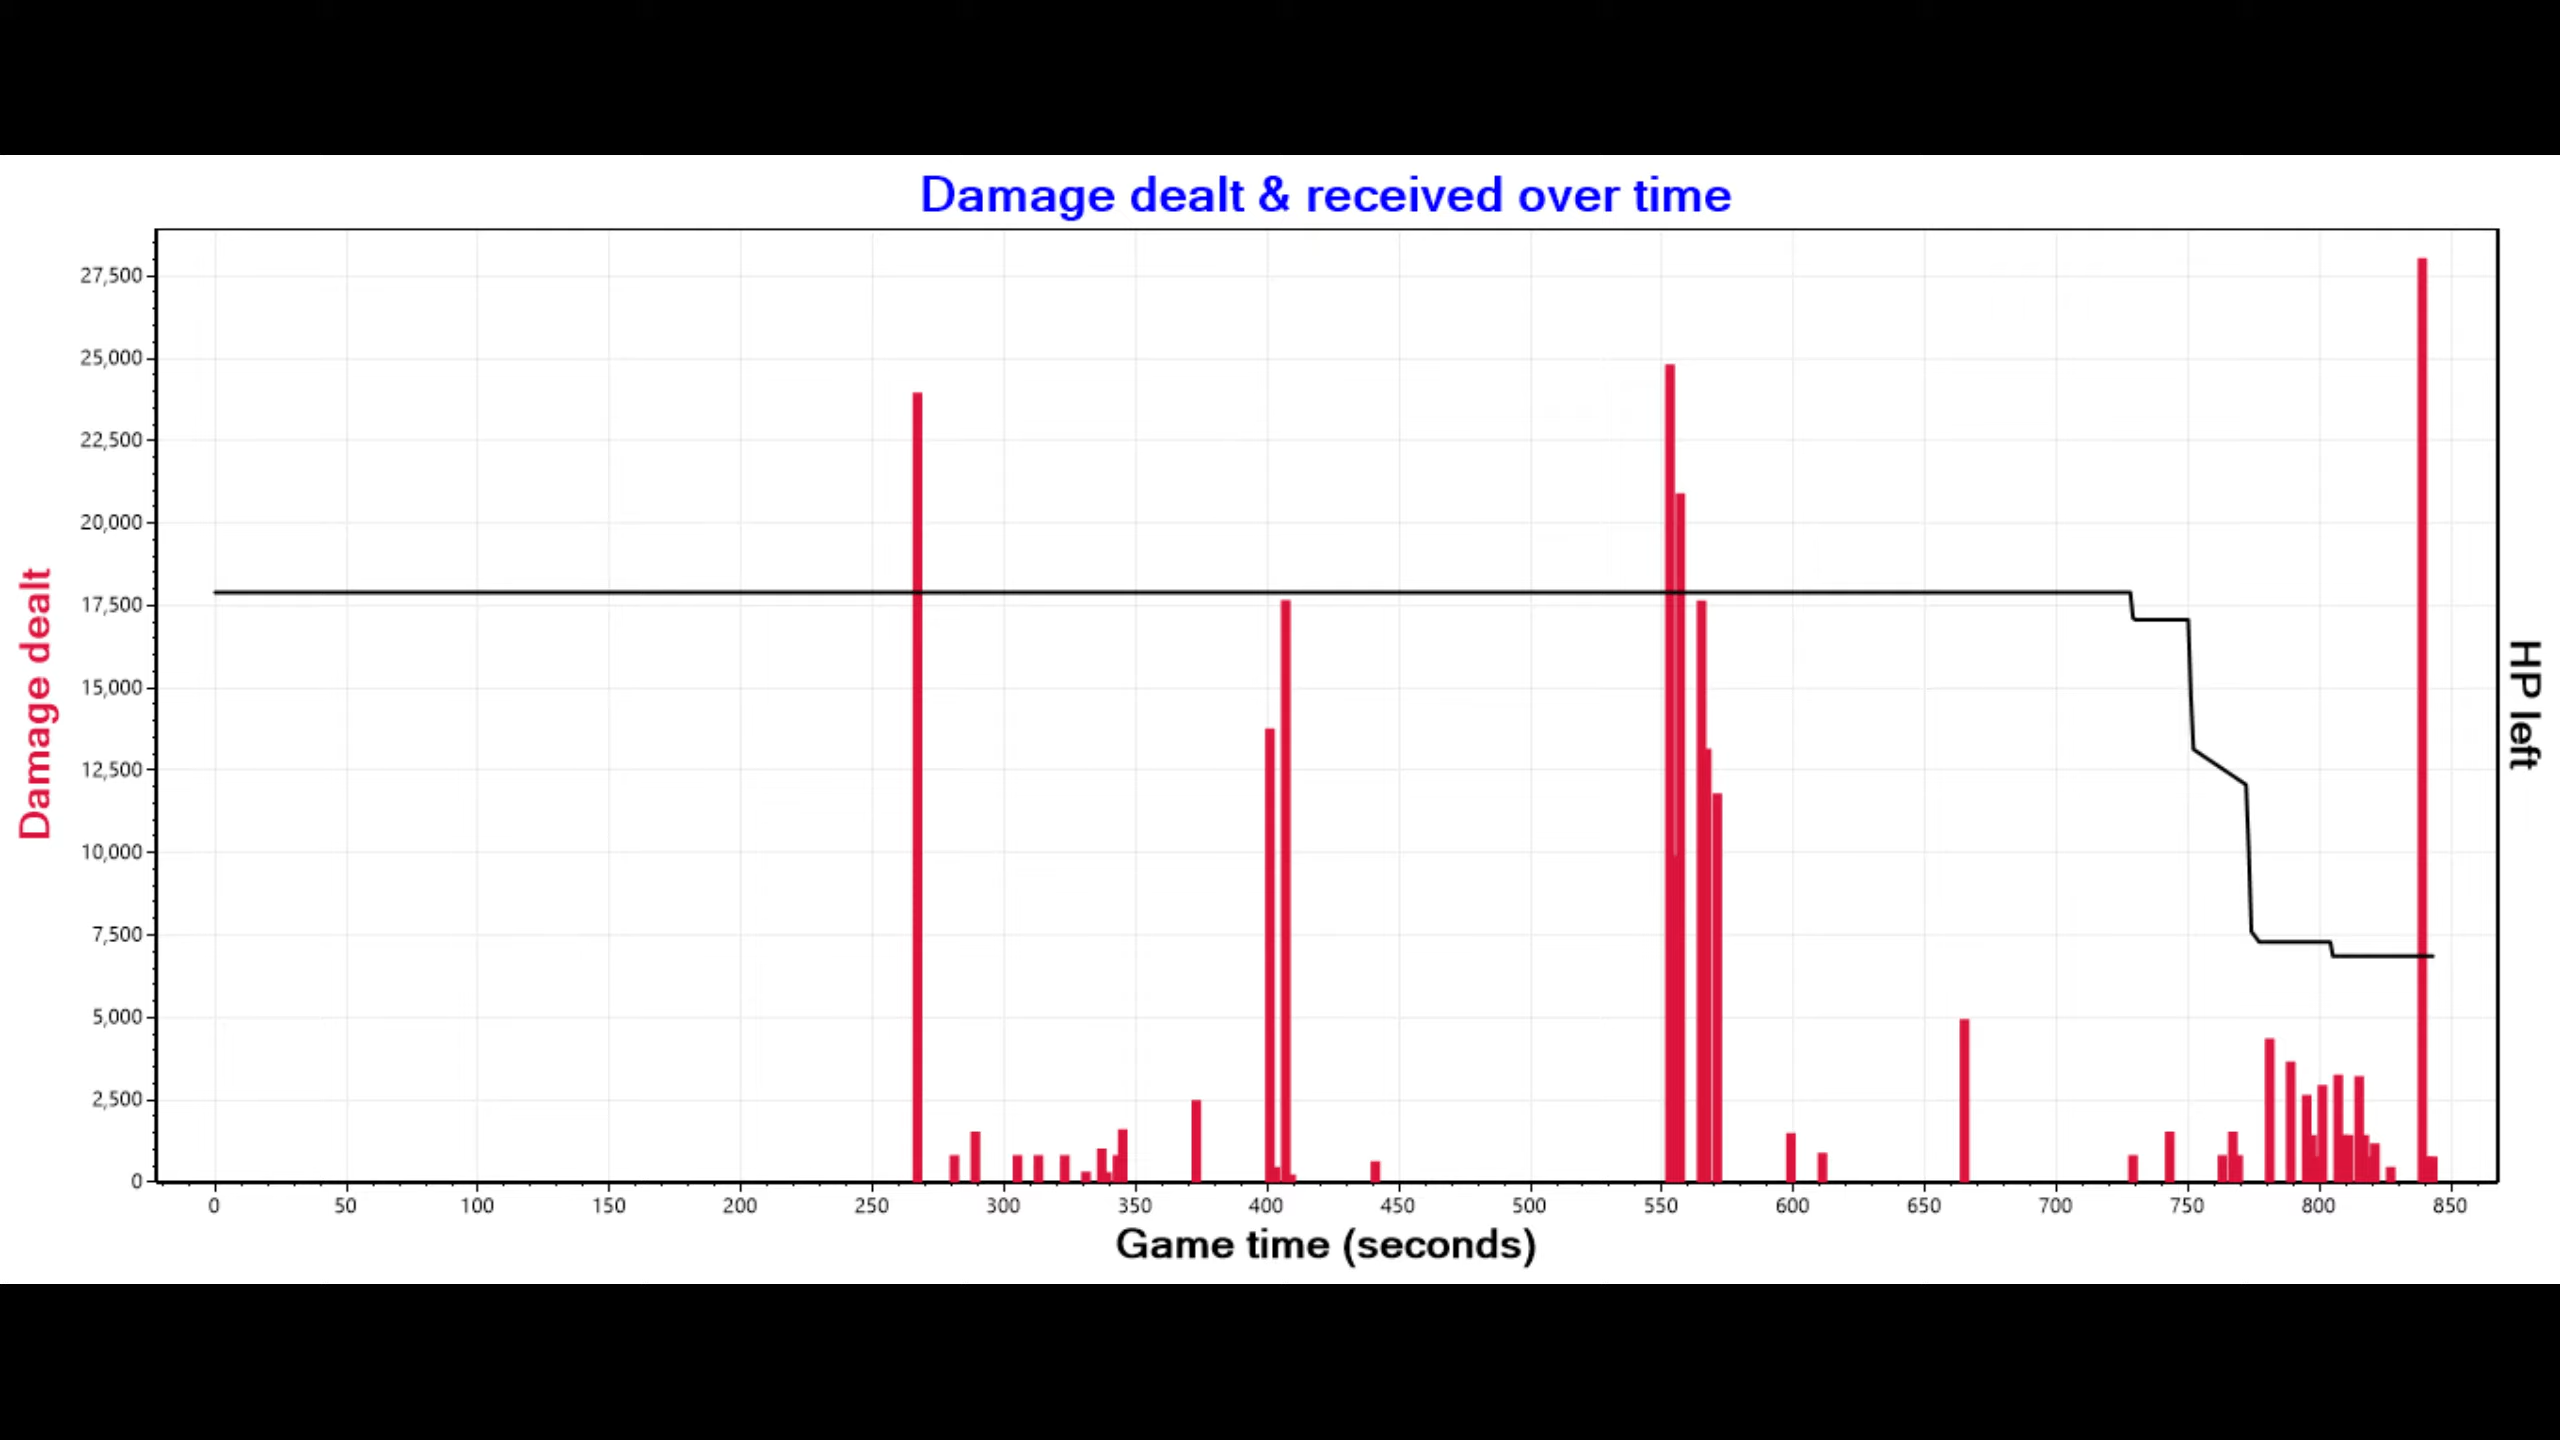 Damage dealt & received over time
27,500
25,000
22,500
20,000
17,500
15,000
12,500
10,000
7,500
5,000
2,500
0
Damage dealt
HP left
0 50 100 150 200 250 300 350 400 450 500 550 600 650 700 750 800 850
Game time (seconds)